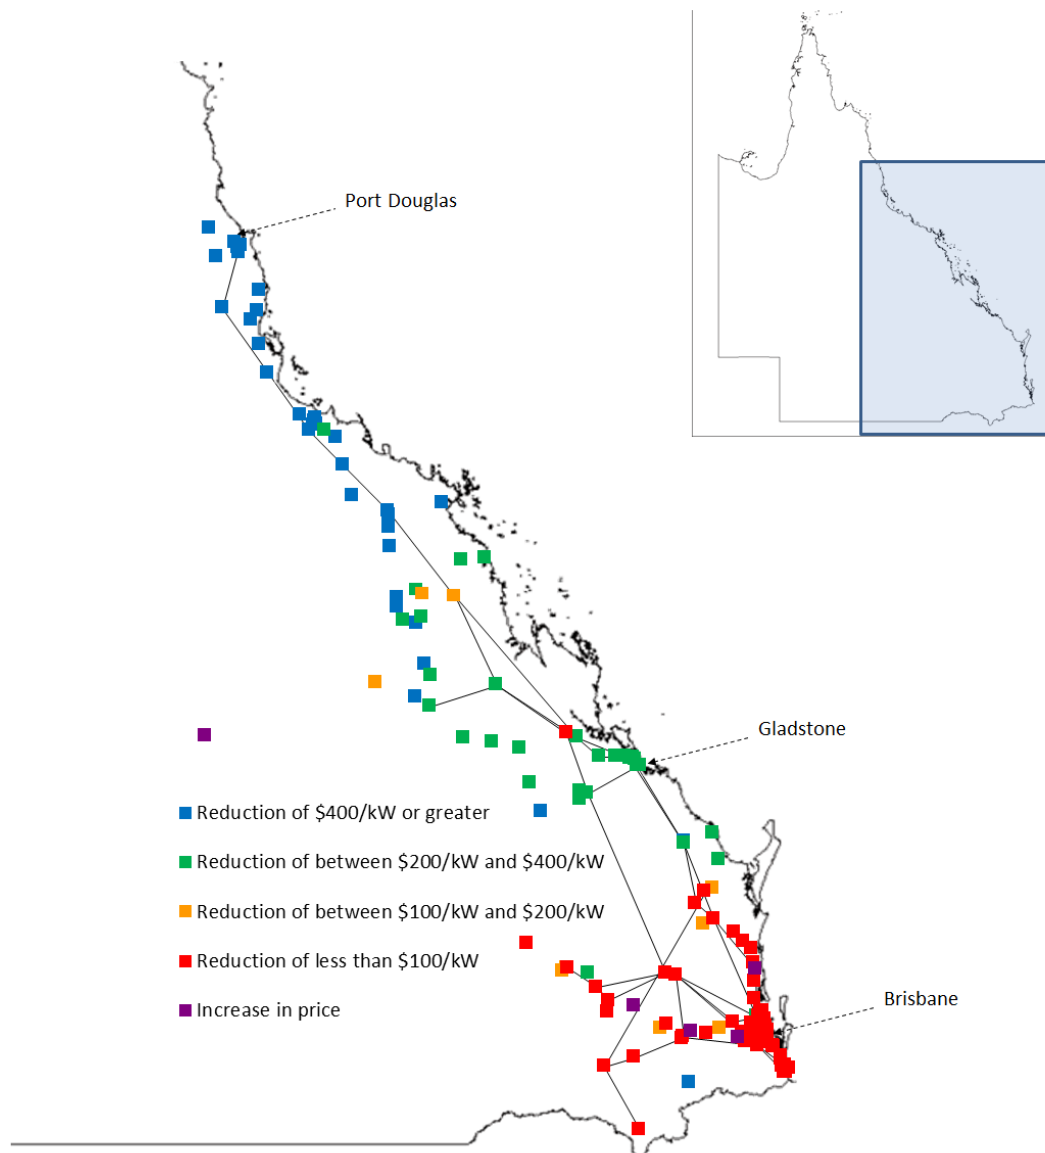 Port Douglas
Gladstone
Reduction of $400/kW or greater
Reduction of between $200/kW and $400/kW
Reduction of between $100/kW and $200/kW
Reduction of less than $100/kW
Brisbane
Increase in price